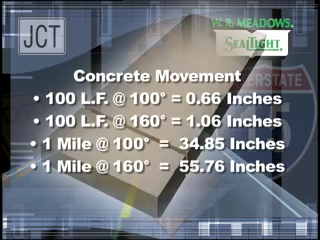 JCT
W. R. MEADOWS.
SEALTIGHT.
Concrete Movement
• 100 L.F. @ 100° = 0.66 Inches
• 100 L.F. @ 160° = 1.06 Inches
• 1 Mile @ 100° = 34.85 Inches
• 1 Mile @ 160° = 55.76 Inches